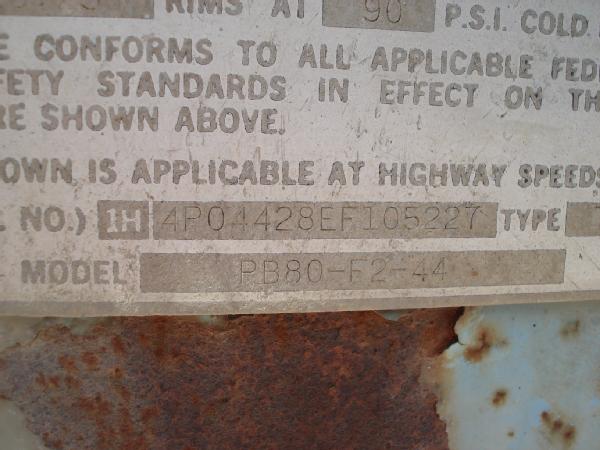 RIMS AT 90 P.S.I. COLD
E CONFORMS TO ALL APPLICABLE FED
FETY STANDARDS IN EFFECT ON TH
RE SHOWN ABOVE.
OWN IS APPLICABLE AT HIGHWAY SPEEDS
NO.) 1H 4P04428EF105227 TYPE
MODEL PB80-F2-44